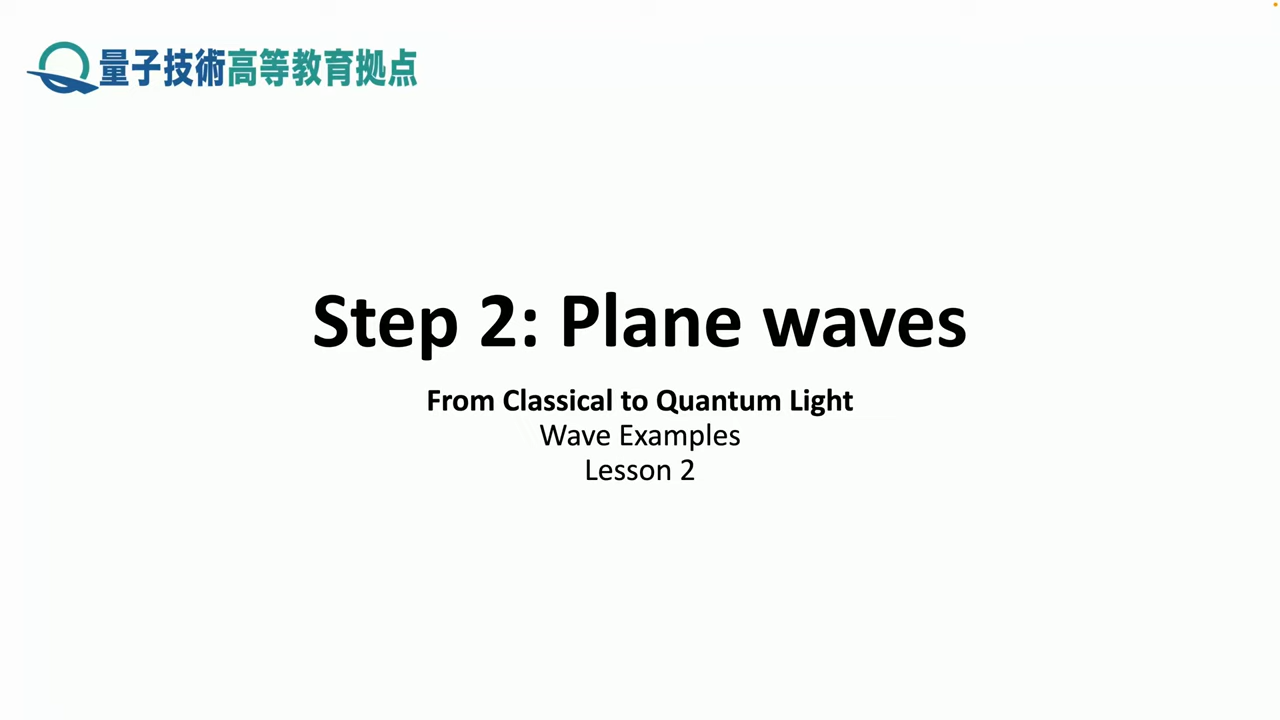 量子技術高等教育拠点
Step 2: Plane waves
From Classical to Quantum Light
Wave Examples
Lesson 2